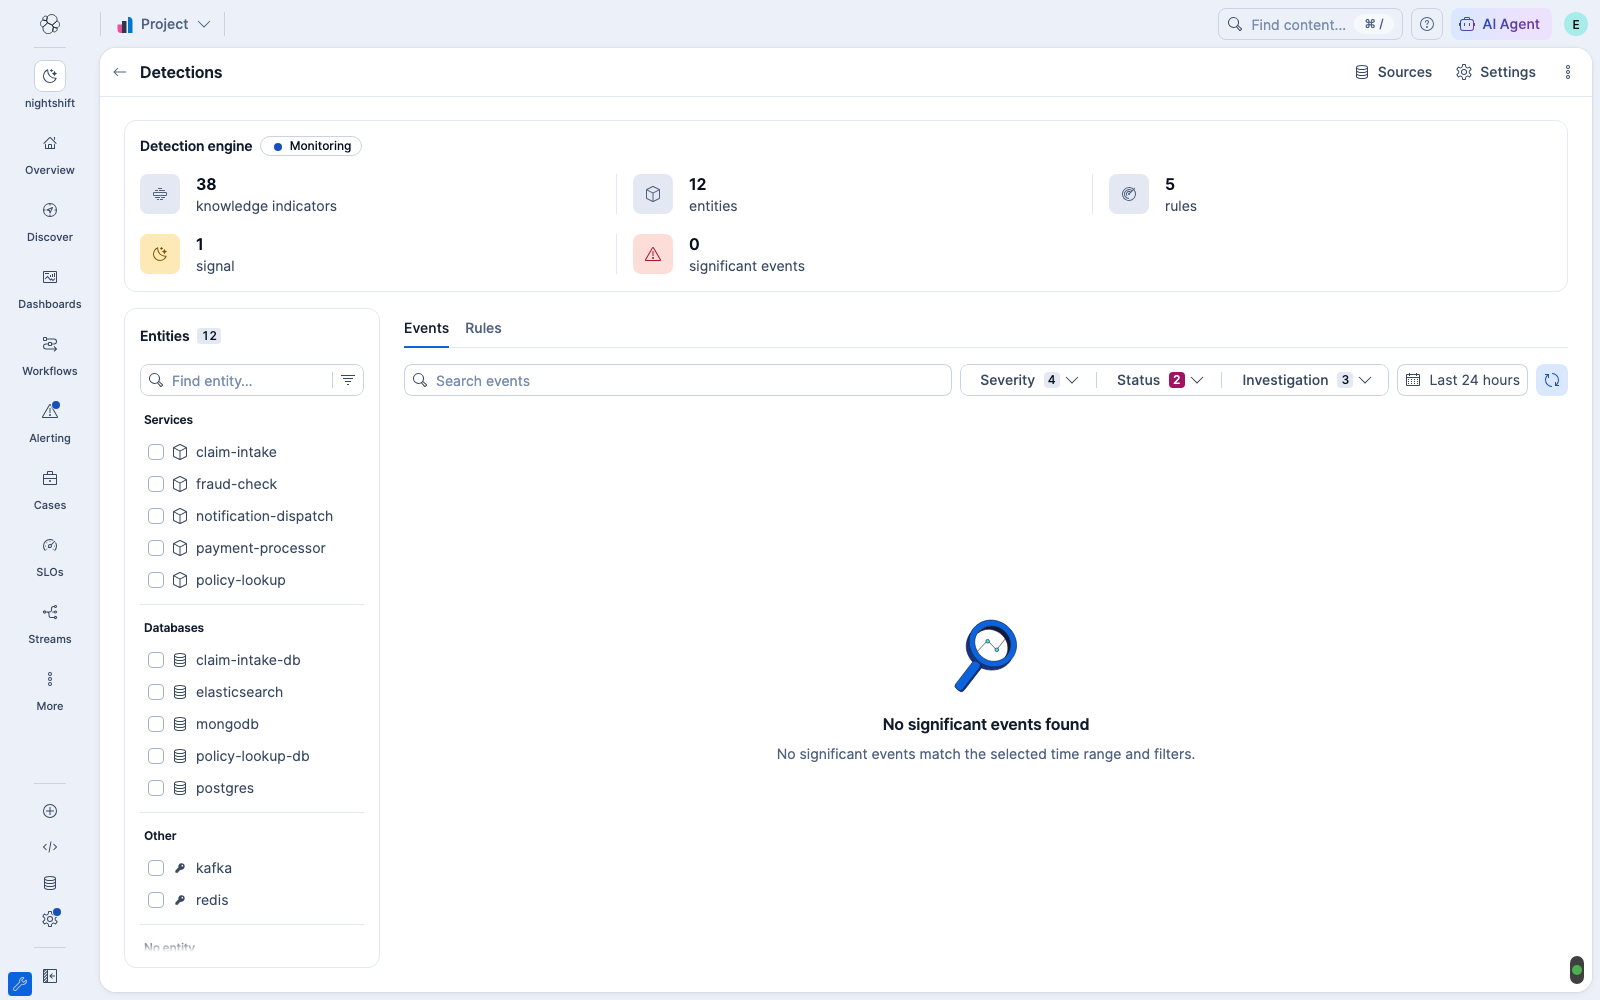 Project
Find content...
⌘ /
AI Agent
E
nightshift
Overview
Discover
Dashboards
Workflows
Alerting
Cases
SLOs
Streams
More
Detections
Sources
Settings
Detection engine
Monitoring
38
knowledge indicators
12
entities
5
rules
1
signal
0
significant events
Entities 12
Find entity...
Services
claim-intake
fraud-check
notification-dispatch
payment-processor
policy-lookup
Databases
claim-intake-db
elasticsearch
mongodb
policy-lookup-db
postgres
Other
kafka
redis
No entity
Events
Rules
Search events
Severity 4
Status 2
Investigation 3
Last 24 hours
No significant events found
No significant events match the selected time range and filters.